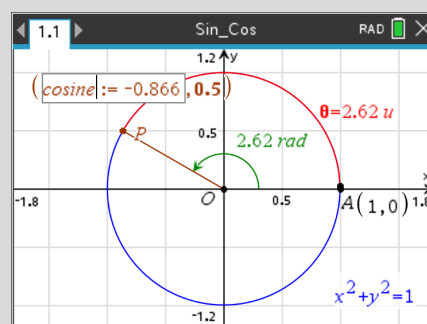 1.1 Sin_Cos RAD
1.2 y
(cosine:= -0.866,0.5)
θ=2.62 u
P 0.5 2.62 rad
x
-1.8 O 0.5 A(1,0) 1.8
x²+y²=1
-1.2